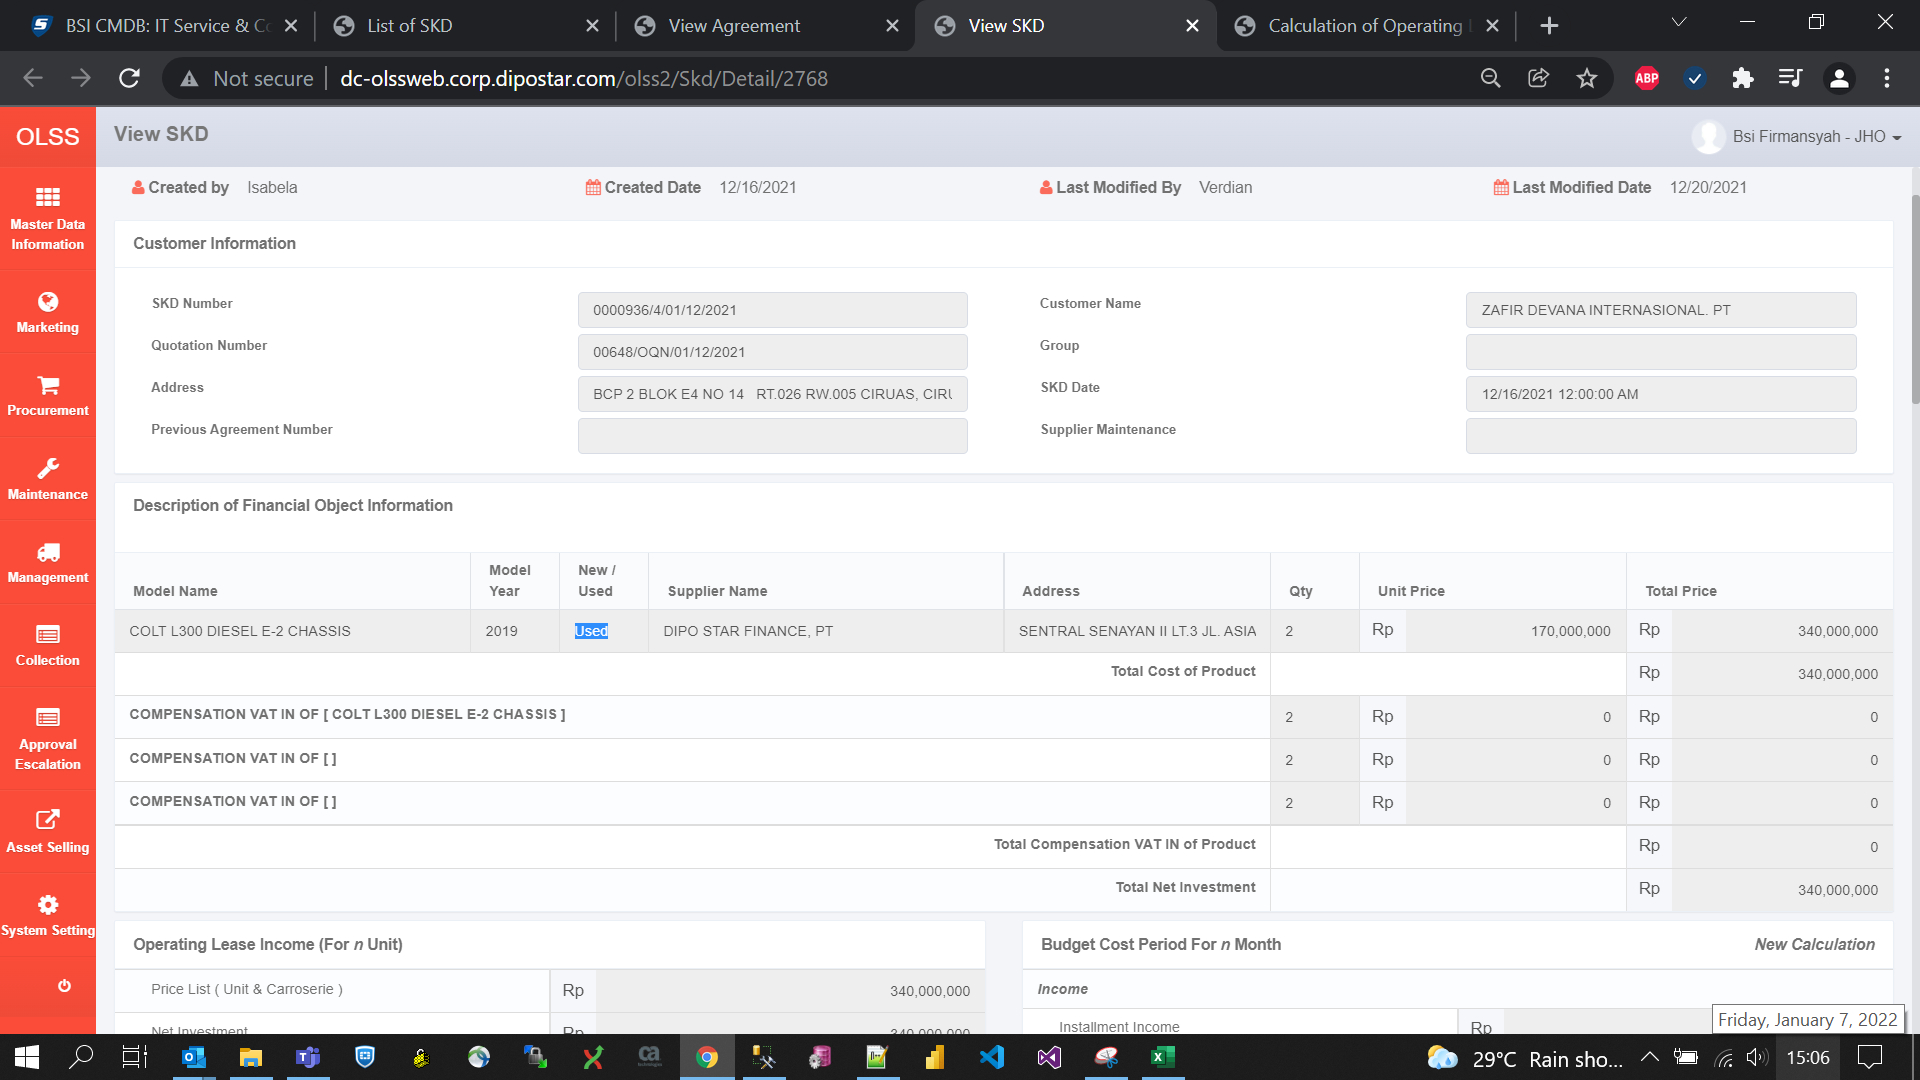 BSI CMDB: IT Service & Co
List of SKD
View Agreement
View SKD
Calculation of Operating
Not secure
dc-olssweb.corp.dipostar.com/olss2/Skd/Detail/2768
ABP
OLSS
View SKD
Bsi Firmansyah - JHO
Created by Isabela
Created Date 12/16/2021
Last Modified By Verdian
Last Modified Date 12/20/2021
Master Data
Information
Marketing
Procurement
Maintenance
Management
Collection
Approval
Escalation
Asset Selling
System Setting
Customer Information
SKD Number 0000936/4/01/12/2021
Customer Name ZAFIR DEVANA INTERNASIONAL. PT
Quotation Number 00648/OQN/01/12/2021
Group
Address BCP 2 BLOK E4 NO 14 RT.026 RW.005 CIRUAS, CIRU
SKD Date 12/16/2021 12:00:00 AM
Previous Agreement Number
Supplier Maintenance
Description of Financial Object Information
Model Name Model Year New / Used Supplier Name Address Qty Unit Price Total Price
COLT L300 DIESEL E-2 CHASSIS 2019 Used DIPO STAR FINANCE, PT SENTRAL SENAYAN II LT.3 JL. ASIA 2 Rp 170,000,000 Rp 340,000,000
Total Cost of Product Rp 340,000,000
COMPENSATION VAT IN OF [ COLT L300 DIESEL E-2 CHASSIS ] 2 Rp 0 Rp 0
COMPENSATION VAT IN OF [ ] 2 Rp 0 Rp 0
COMPENSATION VAT IN OF [ ] 2 Rp 0 Rp 0
Total Compensation VAT IN of Product Rp 0
Total Net Investment Rp 340,000,000
Operating Lease Income (For n Unit)
Price List ( Unit & Carroserie ) Rp 340,000,000
Net Investment Rp 340,000,000
Budget Cost Period For n Month New Calculation
Income
Installment Income Rp
Friday, January 7, 2022
29°C Rain sho...
15:06